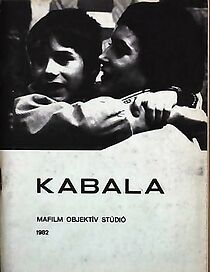 KABALA
MAFILM OBJEKTÍV STÚDIÓ
1982